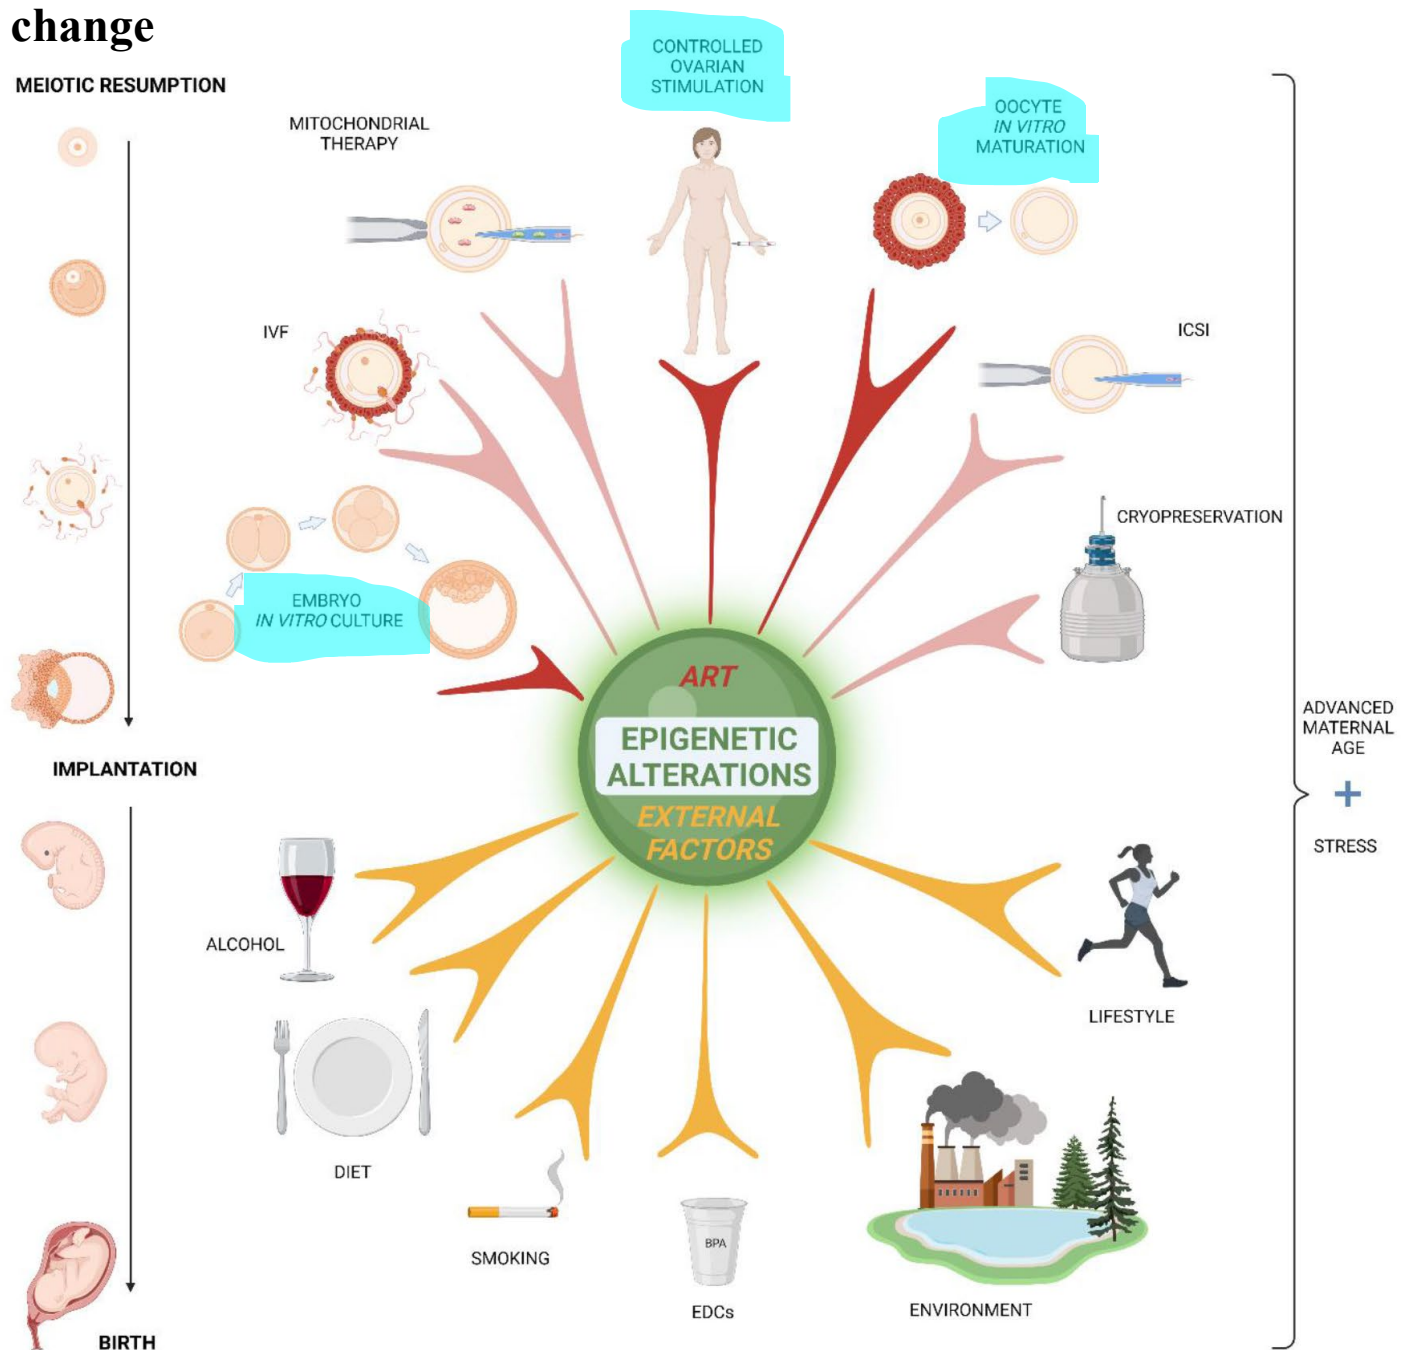 change
MEIOTIC RESUMPTION
CONTROLLED
OVARIAN
STIMULATION
OOCYTE
IN VITRO
MATURATION
MITOCHONDRIAL
THERAPY
IVF
ICSI
CRYOPRESERVATION
EMBRYO
IN VITRO CULTURE
ART
EPIGENETIC
ALTERATIONS
EXTERNAL
FACTORS
ADVANCED
MATERNAL
AGE
+
STRESS
IMPLANTATION
ALCOHOL
LIFESTYLE
DIET
SMOKING
BPA
EDCs
ENVIRONMENT
BIRTH